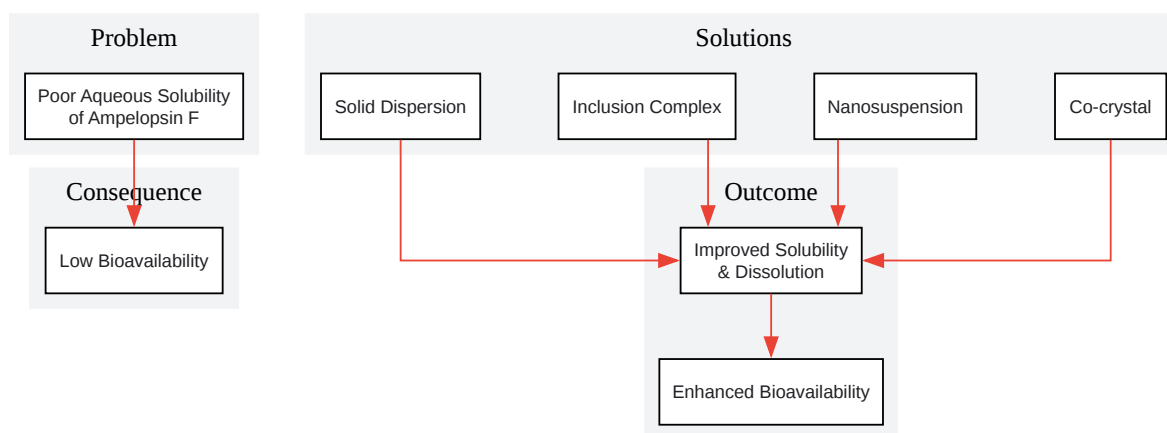 Problem
Poor Aqueous Solubility
of Ampelopsin F
Consequence
Low Bioavailability
Solutions
Solid Dispersion
Inclusion Complex
Nanosuspension
Co-crystal
Outcome
Improved Solubility
& Dissolution
Enhanced Bioavailability